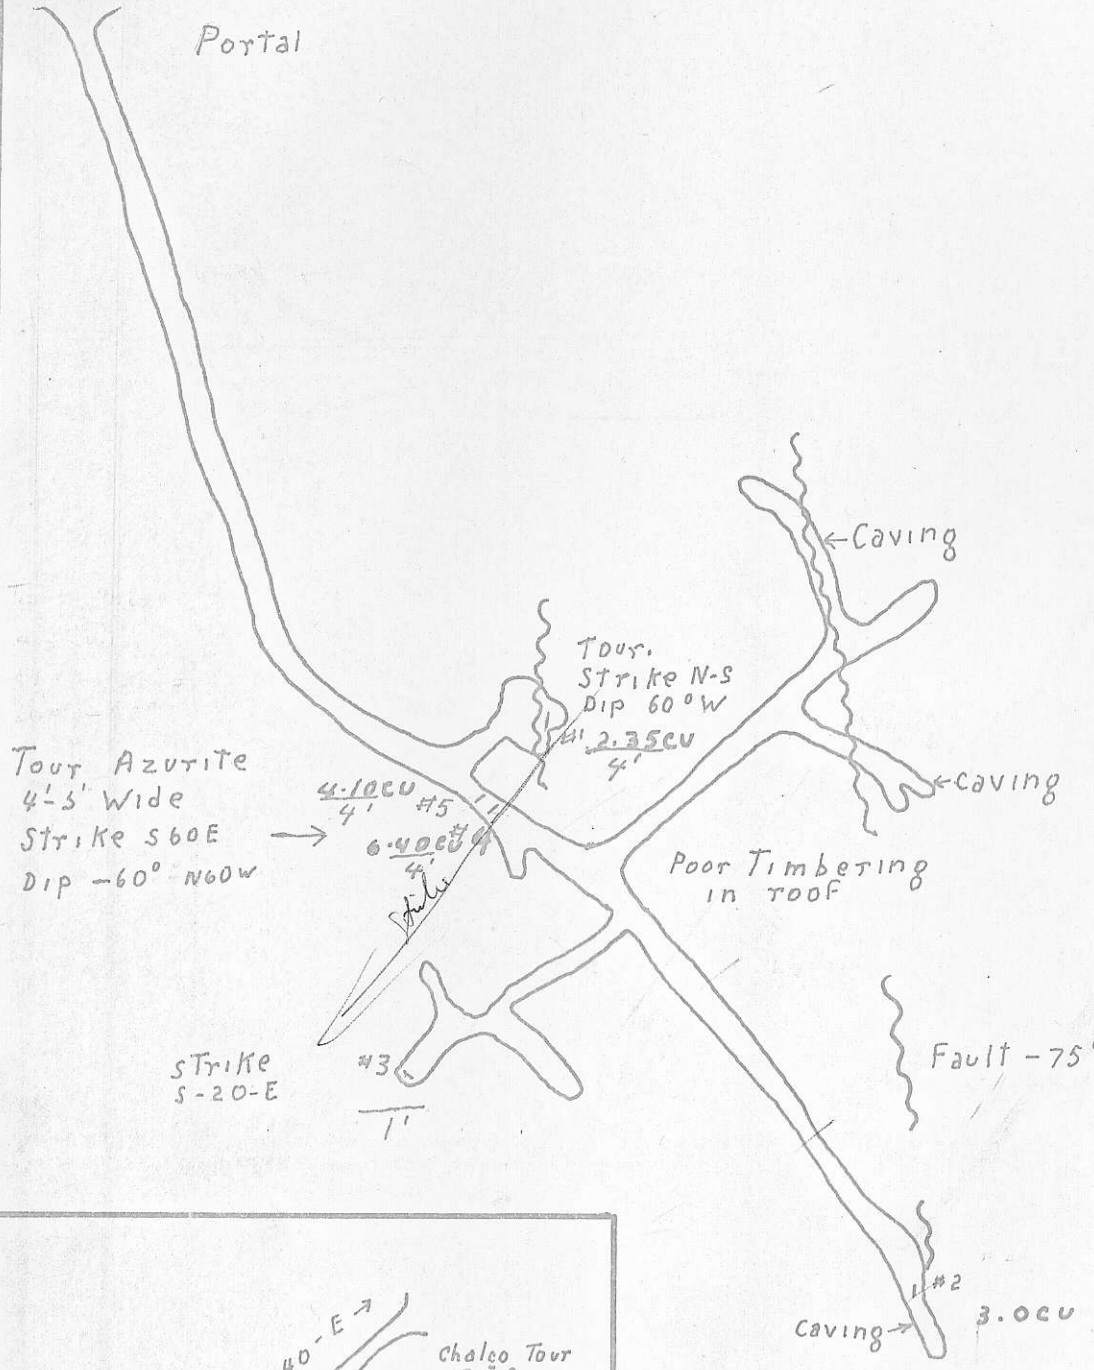 Portal
←Caving
Tour.
Strike N-S
Dip 60° W
#1 2.35CU
4'
Tour Azurite
4'-5' Wide
Strike S60E →
Dip -60° N60W
4.10CU
4'
#5
6.40CU
4'
←Caving
Poor Timbering
in roof
Strike
Strike
S-20-E
#3
1'
Fault -75°
#2
3.0CU
Caving→
40-E →
Chalco Tour